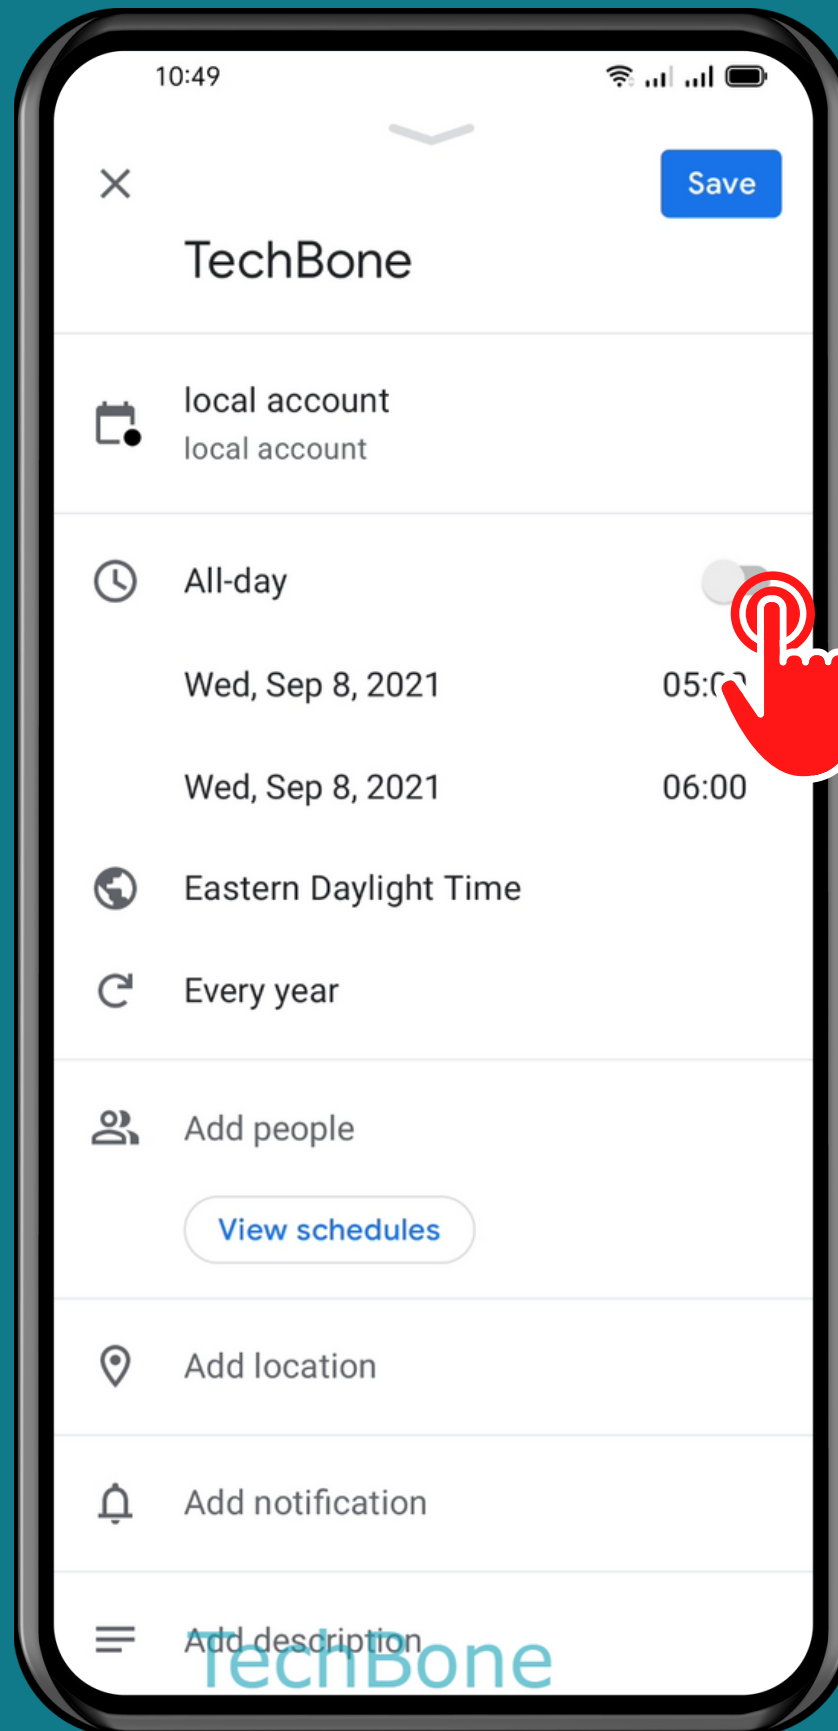 10:49
Save
TechBone
local account
local account
All-day
Wed, Sep 8, 2021
Wed, Sep 8, 2021 06:00
Eastern Daylight Time
Every year
Add people
View schedules
Add location
Add notification
Add description
TechBone